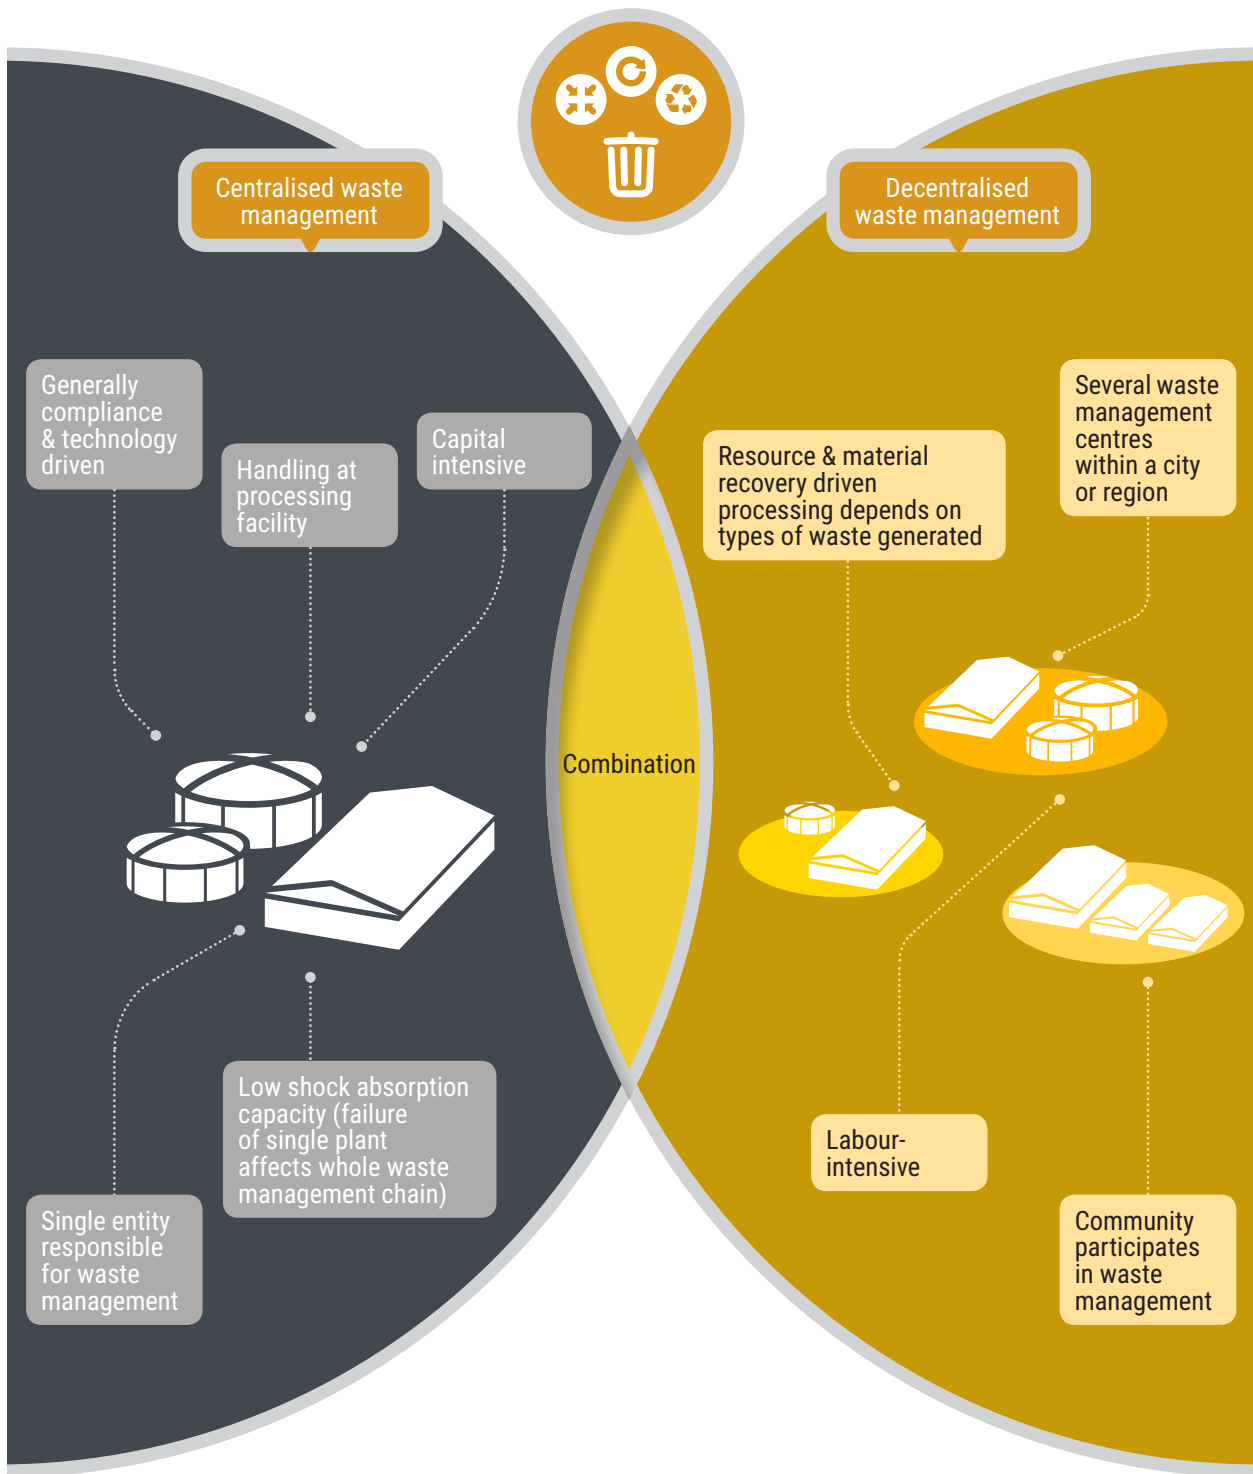 Centralised waste
management
Decentralised
waste management
Generally
compliance
& technology
driven
Handling at
processing
facility
Capital
intensive
Resource & material
recovery driven
processing depends on
types of waste generated
Several waste
management
centres
within a city
or region
Combination
Low shock absorption
capacity (failure
of single plant
affects whole waste
management chain)
Single entity
responsible
for waste
management
Labour-
intensive
Community
participates
in waste
management